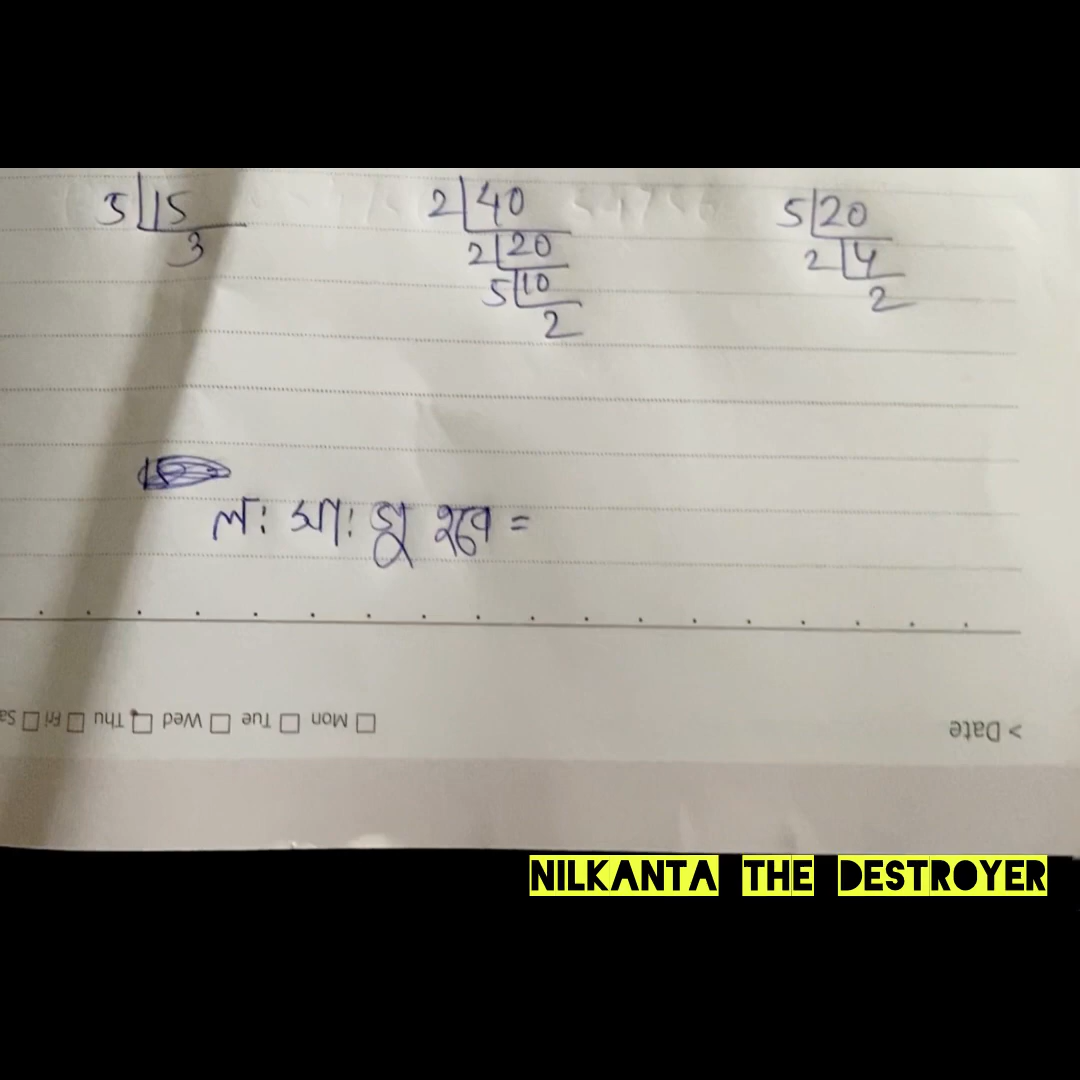 5 15 2 40 5 20
3 2 20 2 4
5 10 2
2
ল: সা: গু হবে =
> Date
Mon Tue Wed Thu Fri Sa
NILKANTA THE DESTROYER